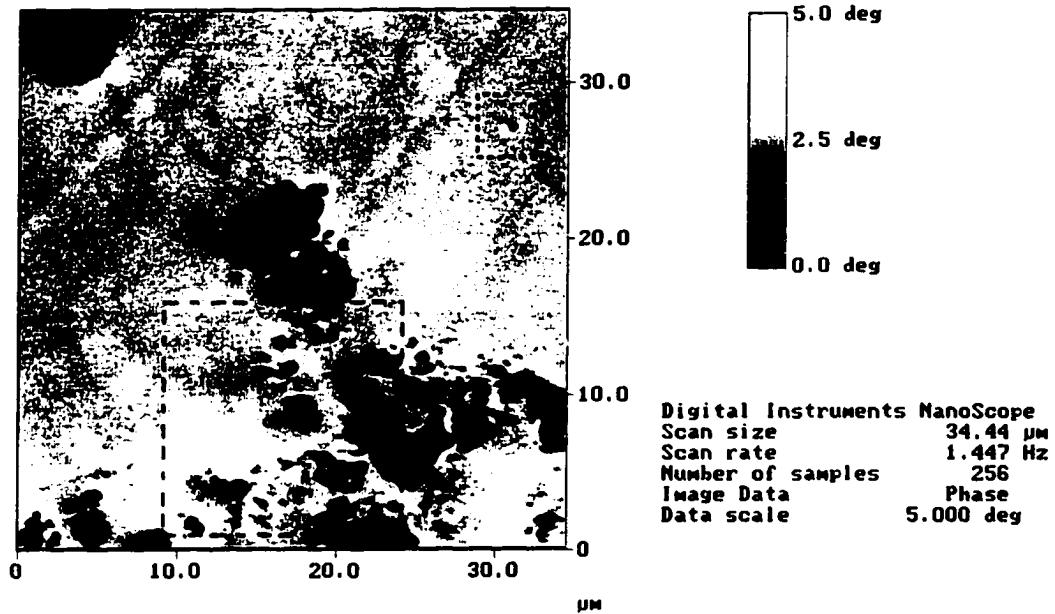 5.0 deg
2.5 deg
0.0 deg
30.0
20.0
10.0
0
0 10.0 20.0 30.0
µm
Digital Instruments NanoScope
Scan size 34.44 µm
Scan rate 1.447 Hz
Number of samples 256
Image Data Phase
Data scale 5.000 deg